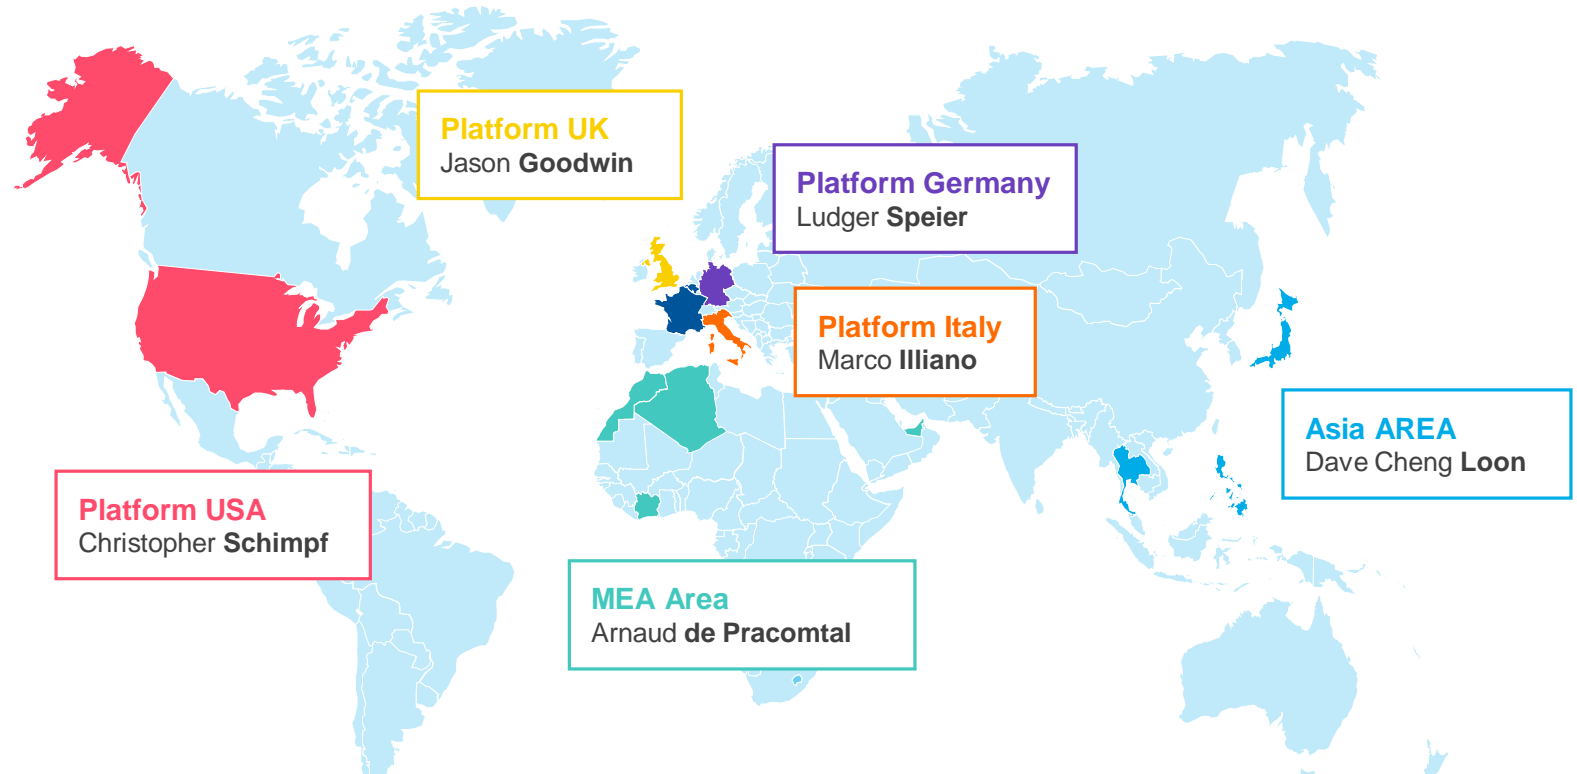 Platform UK
Jason Goodwin
Platform Germany
Ludger Speier
Platform Italy
Marco Illiano
Asia AREA
Dave Cheng Loon
Platform USA
Christopher Schimpf
MEA Area
Arnaud de Pracomtal